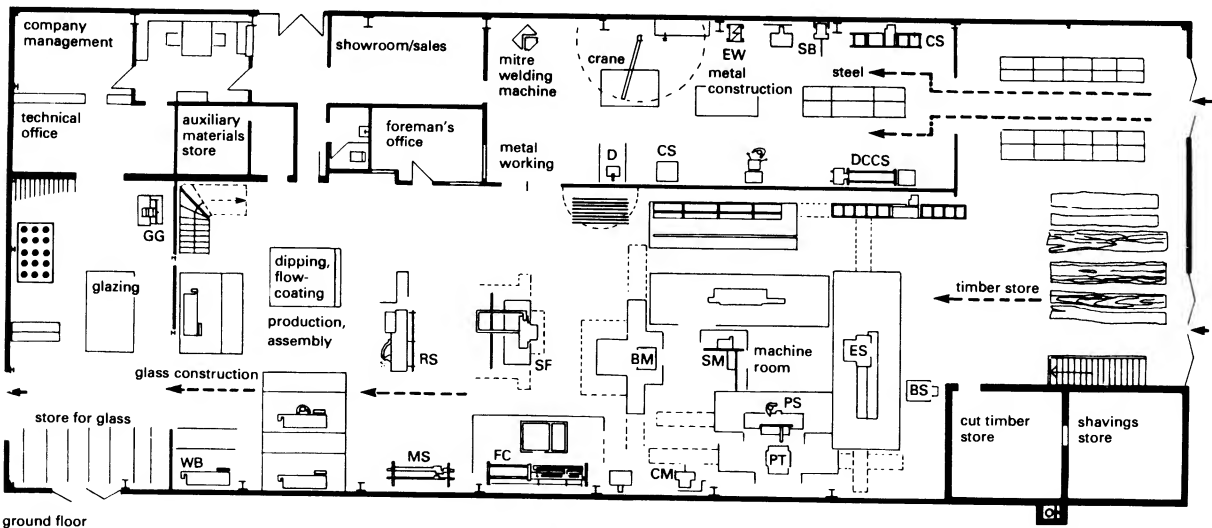 company
management
showroom/sales
mitre
welding
machine
crane
EW
SB
CS
metal
construction
steel
technical
office
auxiliary
materials
store
foreman's
office
metal
working
D
CS
DCCS
GG
glazing
dipping,
flow-
coating
production,
assembly
RS
SF
BM
SM
machine
room
ES
timber store
glass construction
store for glass
WB
MS
FC
CM
PS
PT
BS
cut timber
store
shavings
store
ground floor